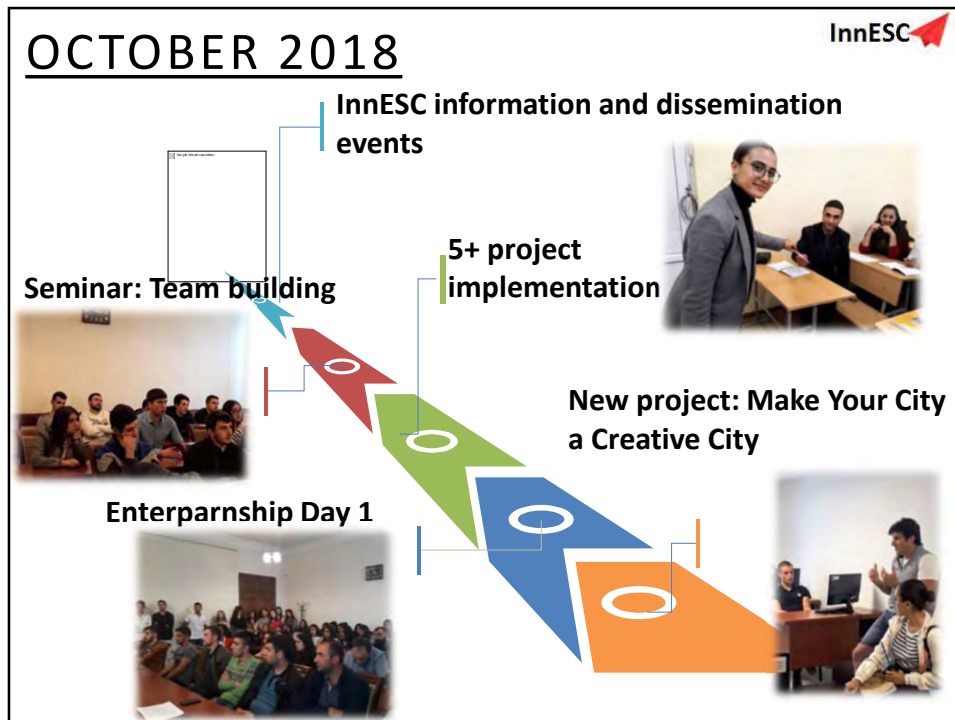 OCTOBER 2018
InnESC
InnESC information and dissemination
events
5+ project
implementation
Seminar: Team building
New project: Make Your City
a Creative City
Enterparnship Day 1